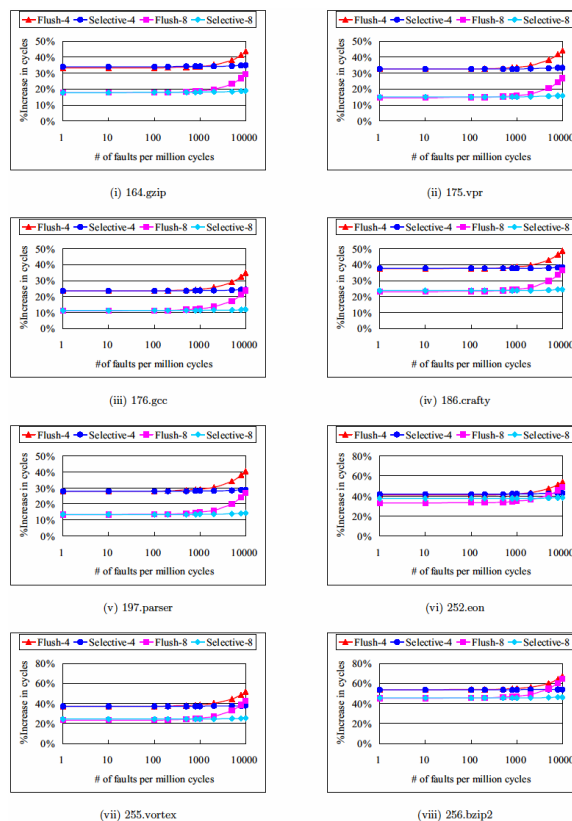 Flush-4 Selective-4 Flush-8 Selective-8
Flush-4 Selective-4 Flush-8 Selective-8
%Increase in cycles
50%
40%
30%
20%
10%
0%
1 10 100 1000 10000
# of faults per million cycles
%Increase in cycles
50%
40%
30%
20%
10%
0%
1 10 100 1000 10000
# of faults per million cycles
(i) 164.gzip
(ii) 175.vpr
Flush-4 Selective-4 Flush-8 Selective-8
Flush-4 Selective-4 Flush-8 Selective-8
%Increase in cycles
50%
40%
30%
20%
10%
0%
1 10 100 1000 10000
# of faults per million cycles
%Increase in cycles
50%
40%
30%
20%
10%
0%
1 10 100 1000 10000
# of faults per million cycles
(iii) 176.gcc
(iv) 186.crafty
Flush-4 Selective-4 Flush-8 Selective-8
Flush-4 Selective-4 Flush-8 Selective-8
%Increase in cycles
50%
40%
30%
20%
10%
0%
1 10 100 1000 10000
# of faults per million cycles
%Increase in cycles
80%
60%
40%
20%
0%
1 10 100 1000 10000
# of faults per million cycles
(v) 197.parser
(vi) 252.eon
Flush-4 Selective-4 Flush-8 Selective-8
Flush-4 Selective-4 Flush-8 Selective-8
%Increase in cycles
80%
60%
40%
20%
0%
1 10 100 1000 10000
# of faults per million cycles
%Increase in cycles
80%
60%
40%
20%
0%
1 10 100 1000 10000
# of faults per million cycles
(vii) 255.vortex
(viii) 256.bzip2